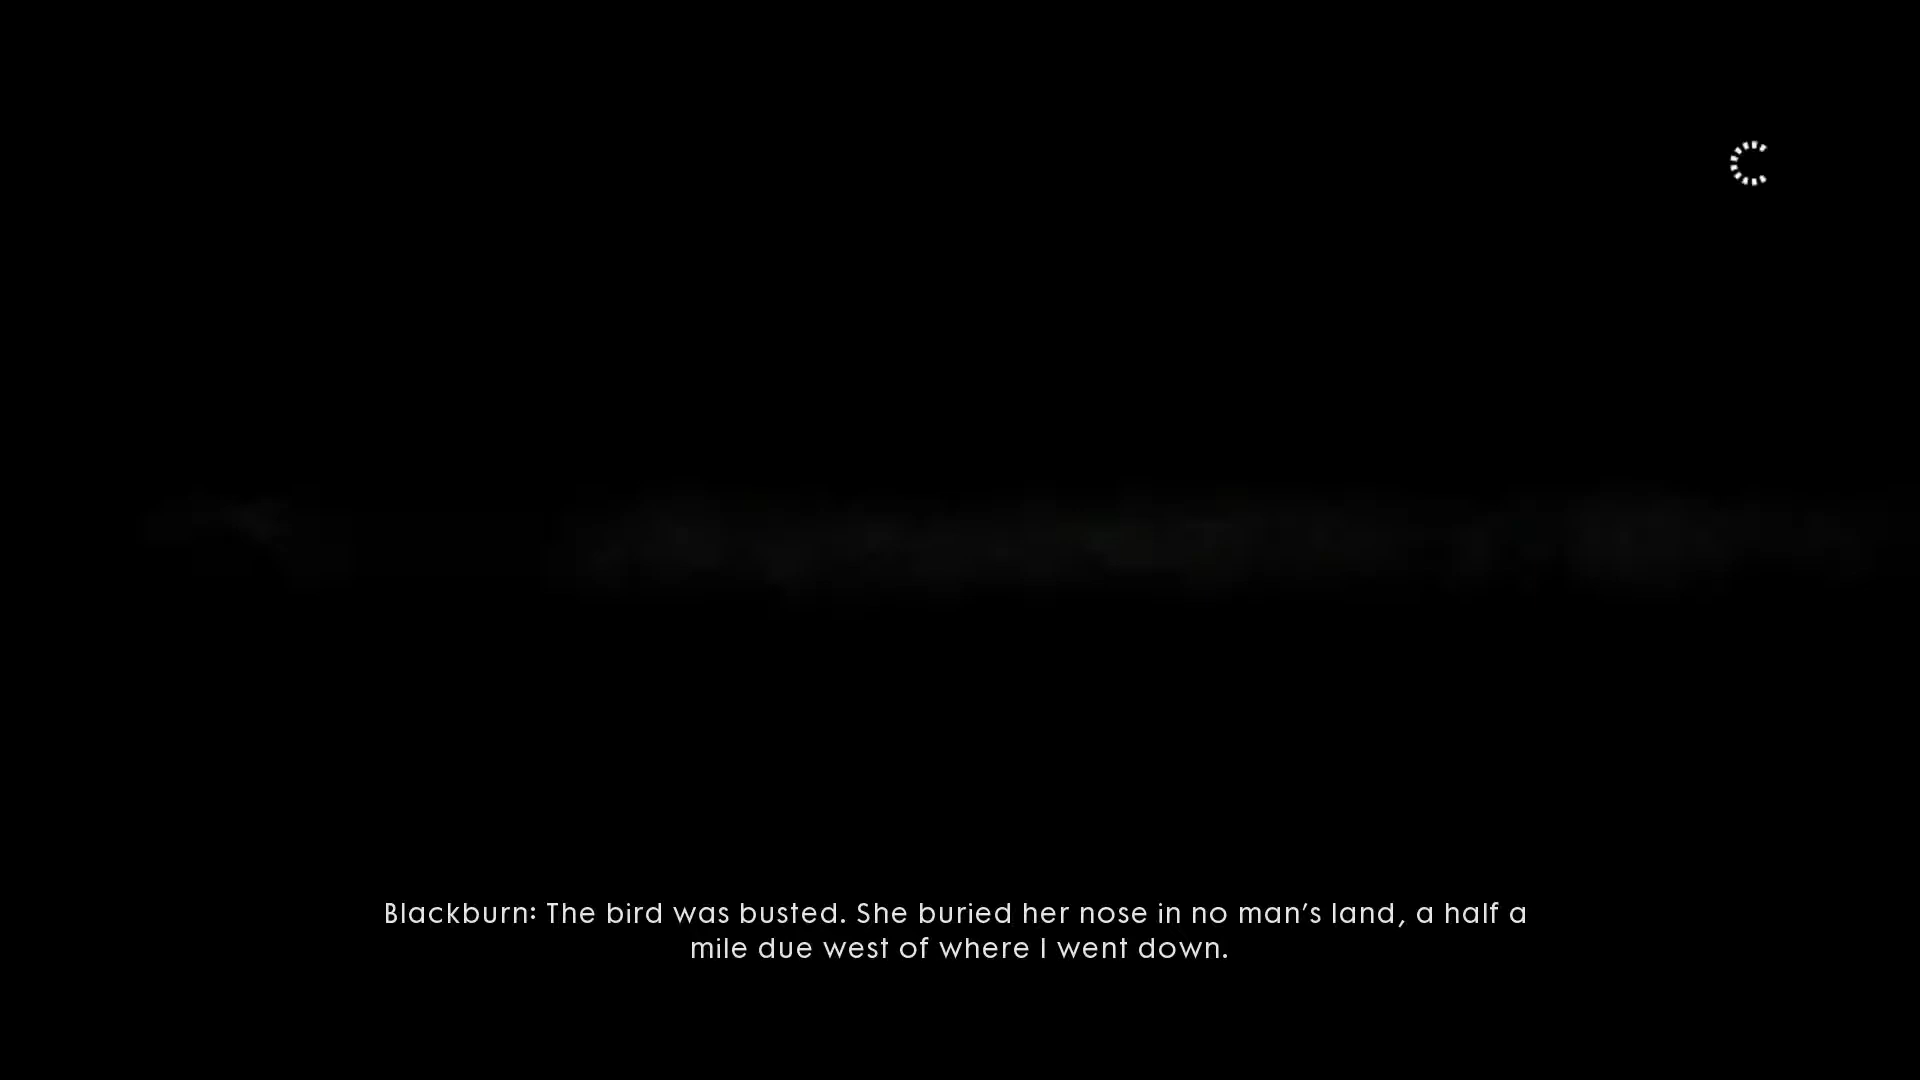 Blackburn: The bird was busted. She buried her nose in no man’s land, a half a
mile due west of where I went down.